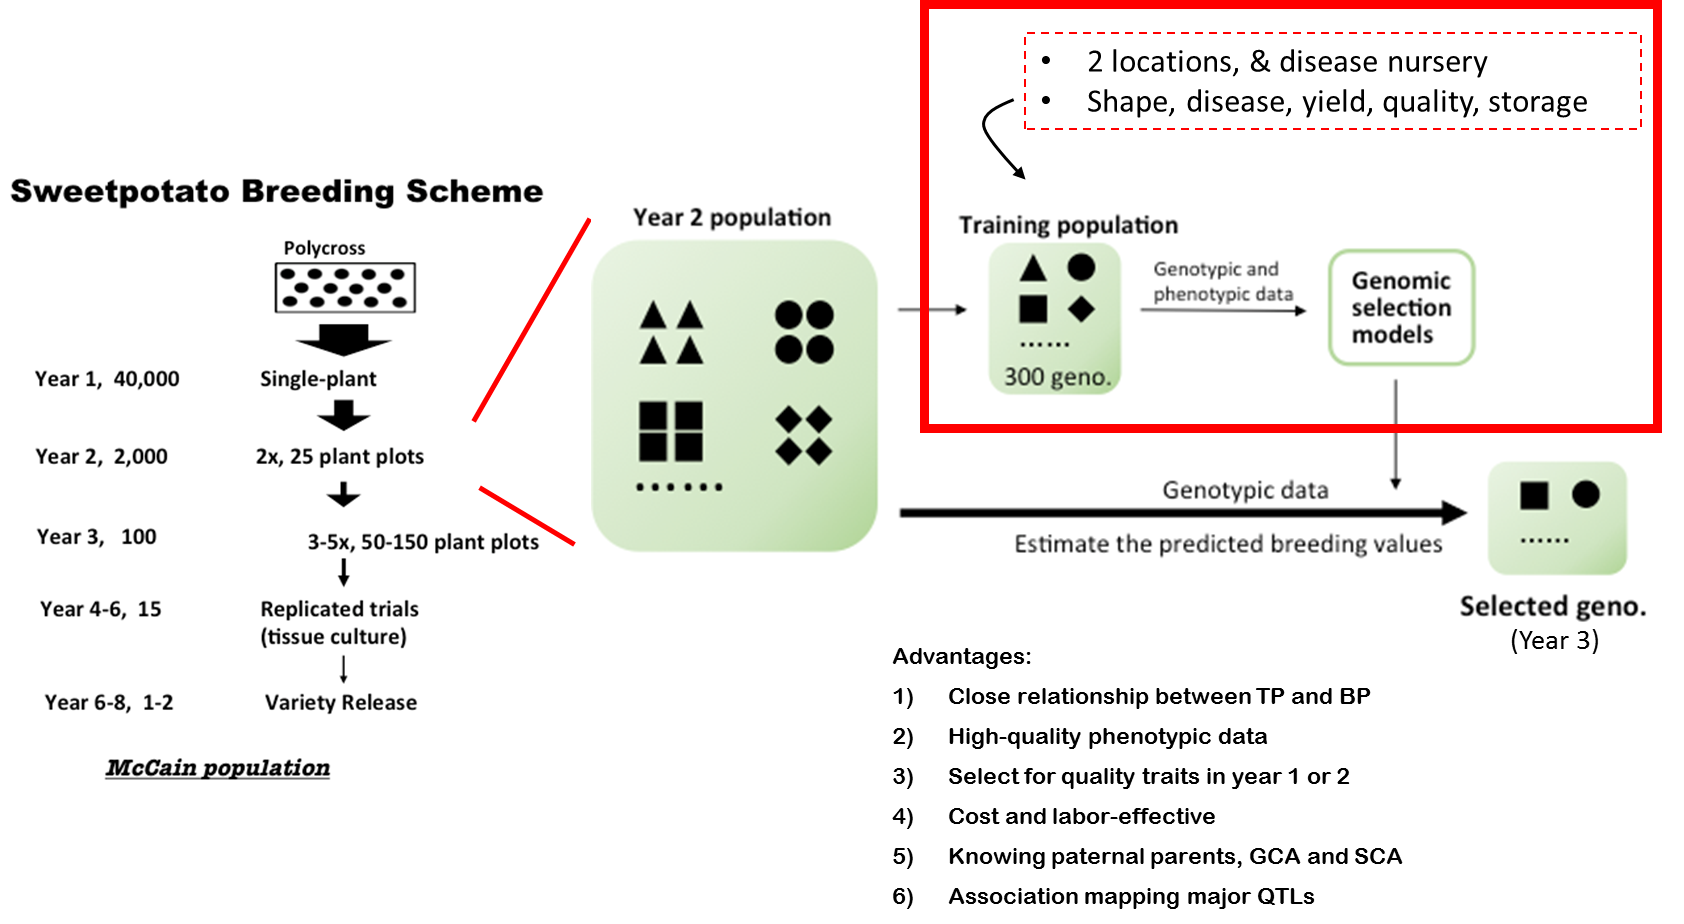 • 2 locations, & disease nursery
• Shape, disease, yield, quality, storage
Sweetpotato Breeding Scheme
Polycross
Year 1, 40,000 Single-plant
Year 2, 2,000 2x, 25 plant plots
Year 3, 100 3-5x, 50-150 plant plots
Year 4-6, 15 Replicated trials
(tissue culture)
Year 6-8, 1-2 Variety Release
McCain population
Year 2 population
......
Training population
......
300 geno.
Genotypic and
phenotypic data
Genomic
selection
models
Genotypic data
Estimate the predicted breeding values
......
Selected geno.
(Year 3)
Advantages:
1) Close relationship between TP and BP
2) High-quality phenotypic data
3) Select for quality traits in year 1 or 2
4) Cost and labor-effective
5) Knowing paternal parents, GCA and SCA
6) Association mapping major QTLs